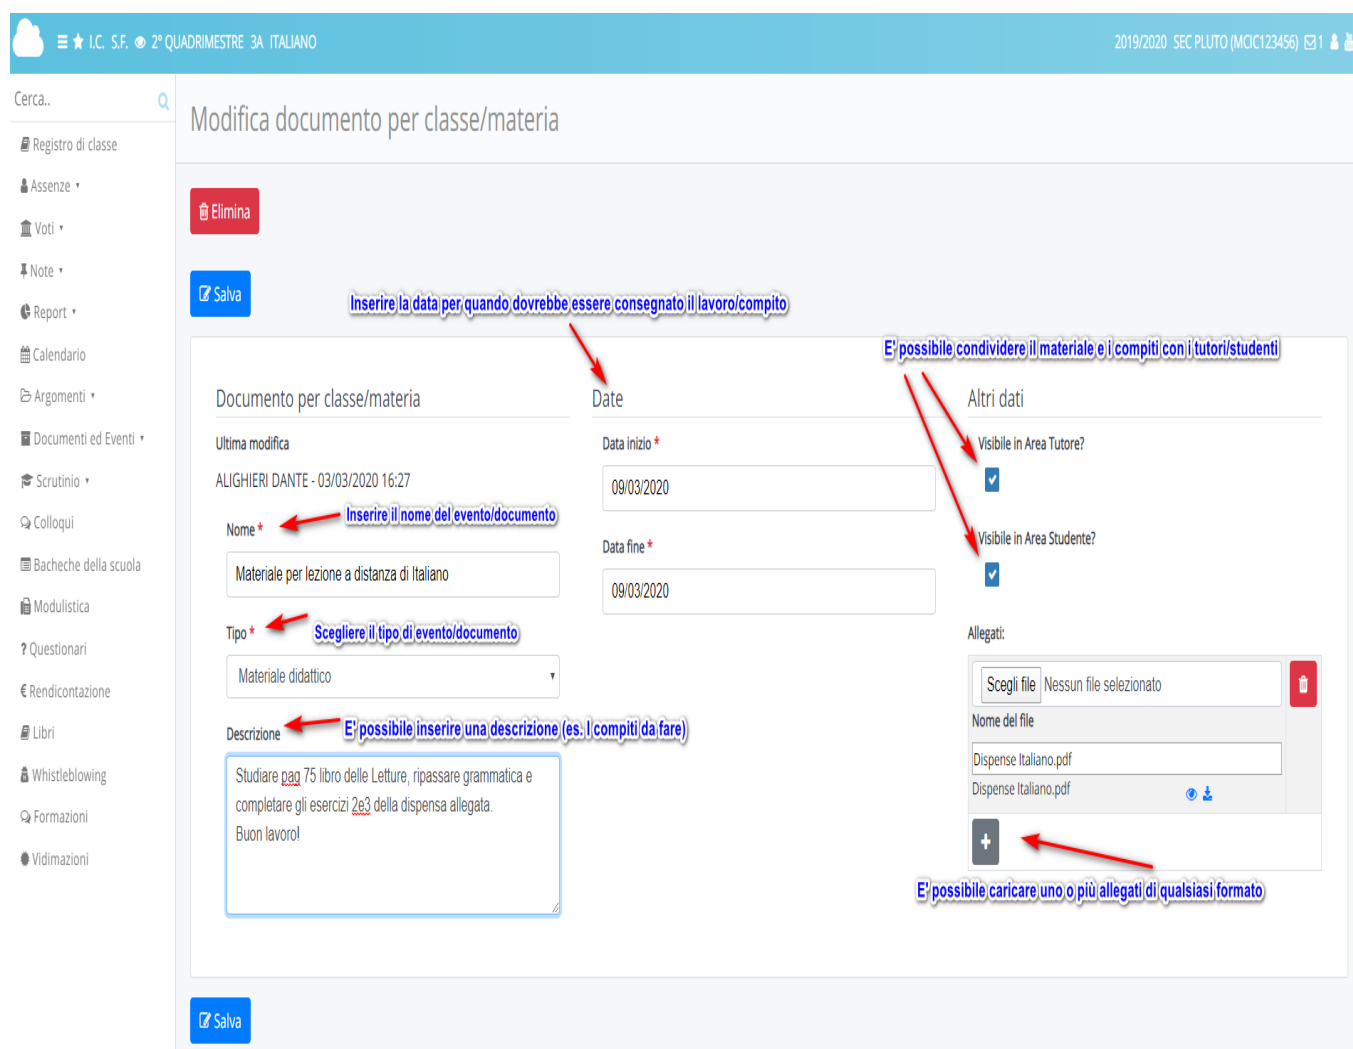 I.C. S.F. 2° QUADRIMESTRE 3A ITALIANO
2019/2020 SEC PLUTO (MCIC123456) 1
Cerca..
Registro di classe
Assenze
Voti
Note
Report
Calendario
Argomenti
Documenti ed Eventi
Scrutinio
Colloqui
Bacheche della scuola
Modulistica
? Questionari
€ Rendicontazione
Libri
Whistleblowing
Formazioni
Vidimazioni
Modifica documento per classe/materia
Elimina
Salva
Inserire la data per quando dovrebbe essere consegnato il lavoro/compito
E' possibile condividere il materiale e i compiti con i tutori/studenti
Documento per classe/materia
Ultima modifica
ALIGHIERI DANTE - 03/03/2020 16:27
Nome *
Inserire il nome del evento/documento
Materiale per lezione a distanza di Italiano
Tipo *
Scegliere il tipo di evento/documento
Materiale didattico
Descrizione
E' possibile inserire una descrizione (es. I compiti da fare)
Studiare pag 75 libro delle Letture, ripassare grammatica e
completare gli esercizi 2e3 della dispensa allegata.
Buon lavoro!
Date
Data inizio *
09/03/2020
Data fine *
09/03/2020
Altri dati
Visibile in Area Tutore?
Visibile in Area Studente?
Allegati:
Scegli file Nessun file selezionato
Nome del file
Dispense Italiano.pdf
Dispense Italiano.pdf
+
E' possibile caricare uno o più allegati di qualsiasi formato
Salva